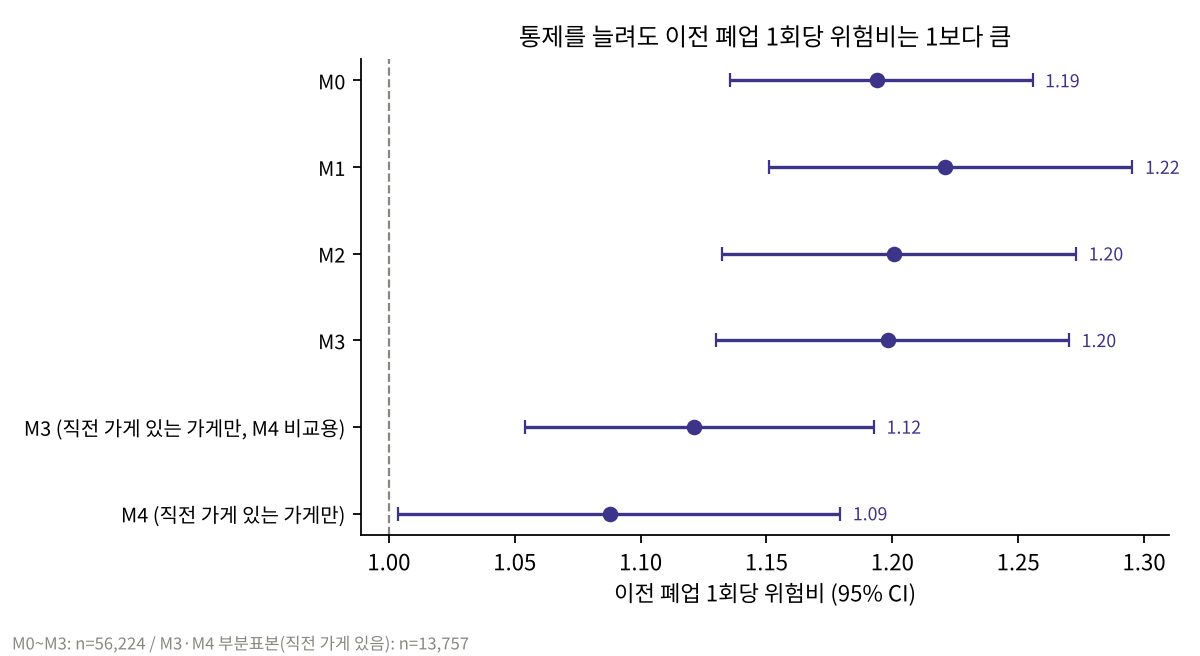 통제를 늘려도 이전 폐업 1회당 위험비는 1보다 큼
M0
1.19
M1
1.22
M2
1.20
M3
1.20
M3 (직전 가게 있는 가게만, M4 비교용)
1.12
M4 (직전 가게 있는 가게만)
1.09
1.00 1.05 1.10 1.15 1.20 1.25 1.30
이전 폐업 1회당 위험비 (95% CI)
M0~M3: n=56,224 / M3·M4 부분표본(직전 가게 있음): n=13,757